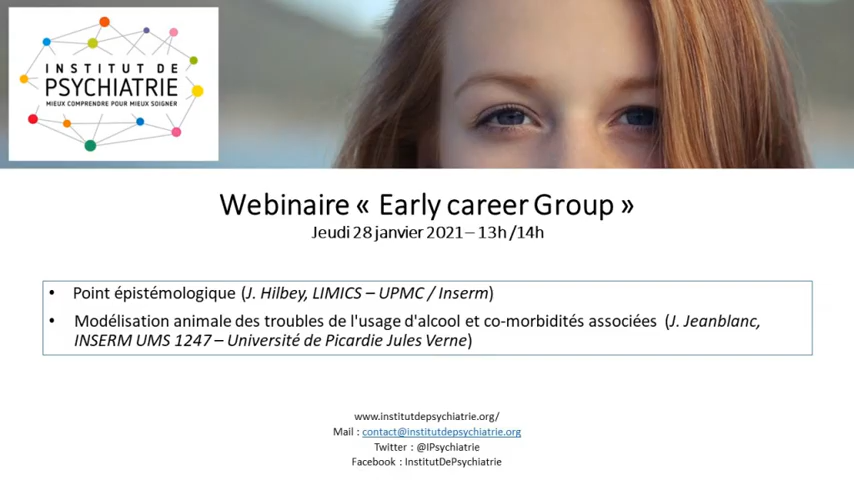 INSTITUT DE
PSYCHIATRIE
MIEUX COMPRENDRE POUR MIEUX SOIGNER
Webinaire « Early career Group »
Jeudi 28 janvier 2021 – 13h /14h
• Point épistémologique (J. Hilbey, LIMICS – UPMC / Inserm)
• Modélisation animale des troubles de l'usage d'alcool et co-morbidités associées (J. Jeanblanc,
INSERM UMS 1247 – Université de Picardie Jules Verne)
www.institutdepsychiatrie.org/
Mail : contact@institutdepsychiatrie.org
Twitter : @IPsychiatrie
Facebook : InstitutDePsychiatrie